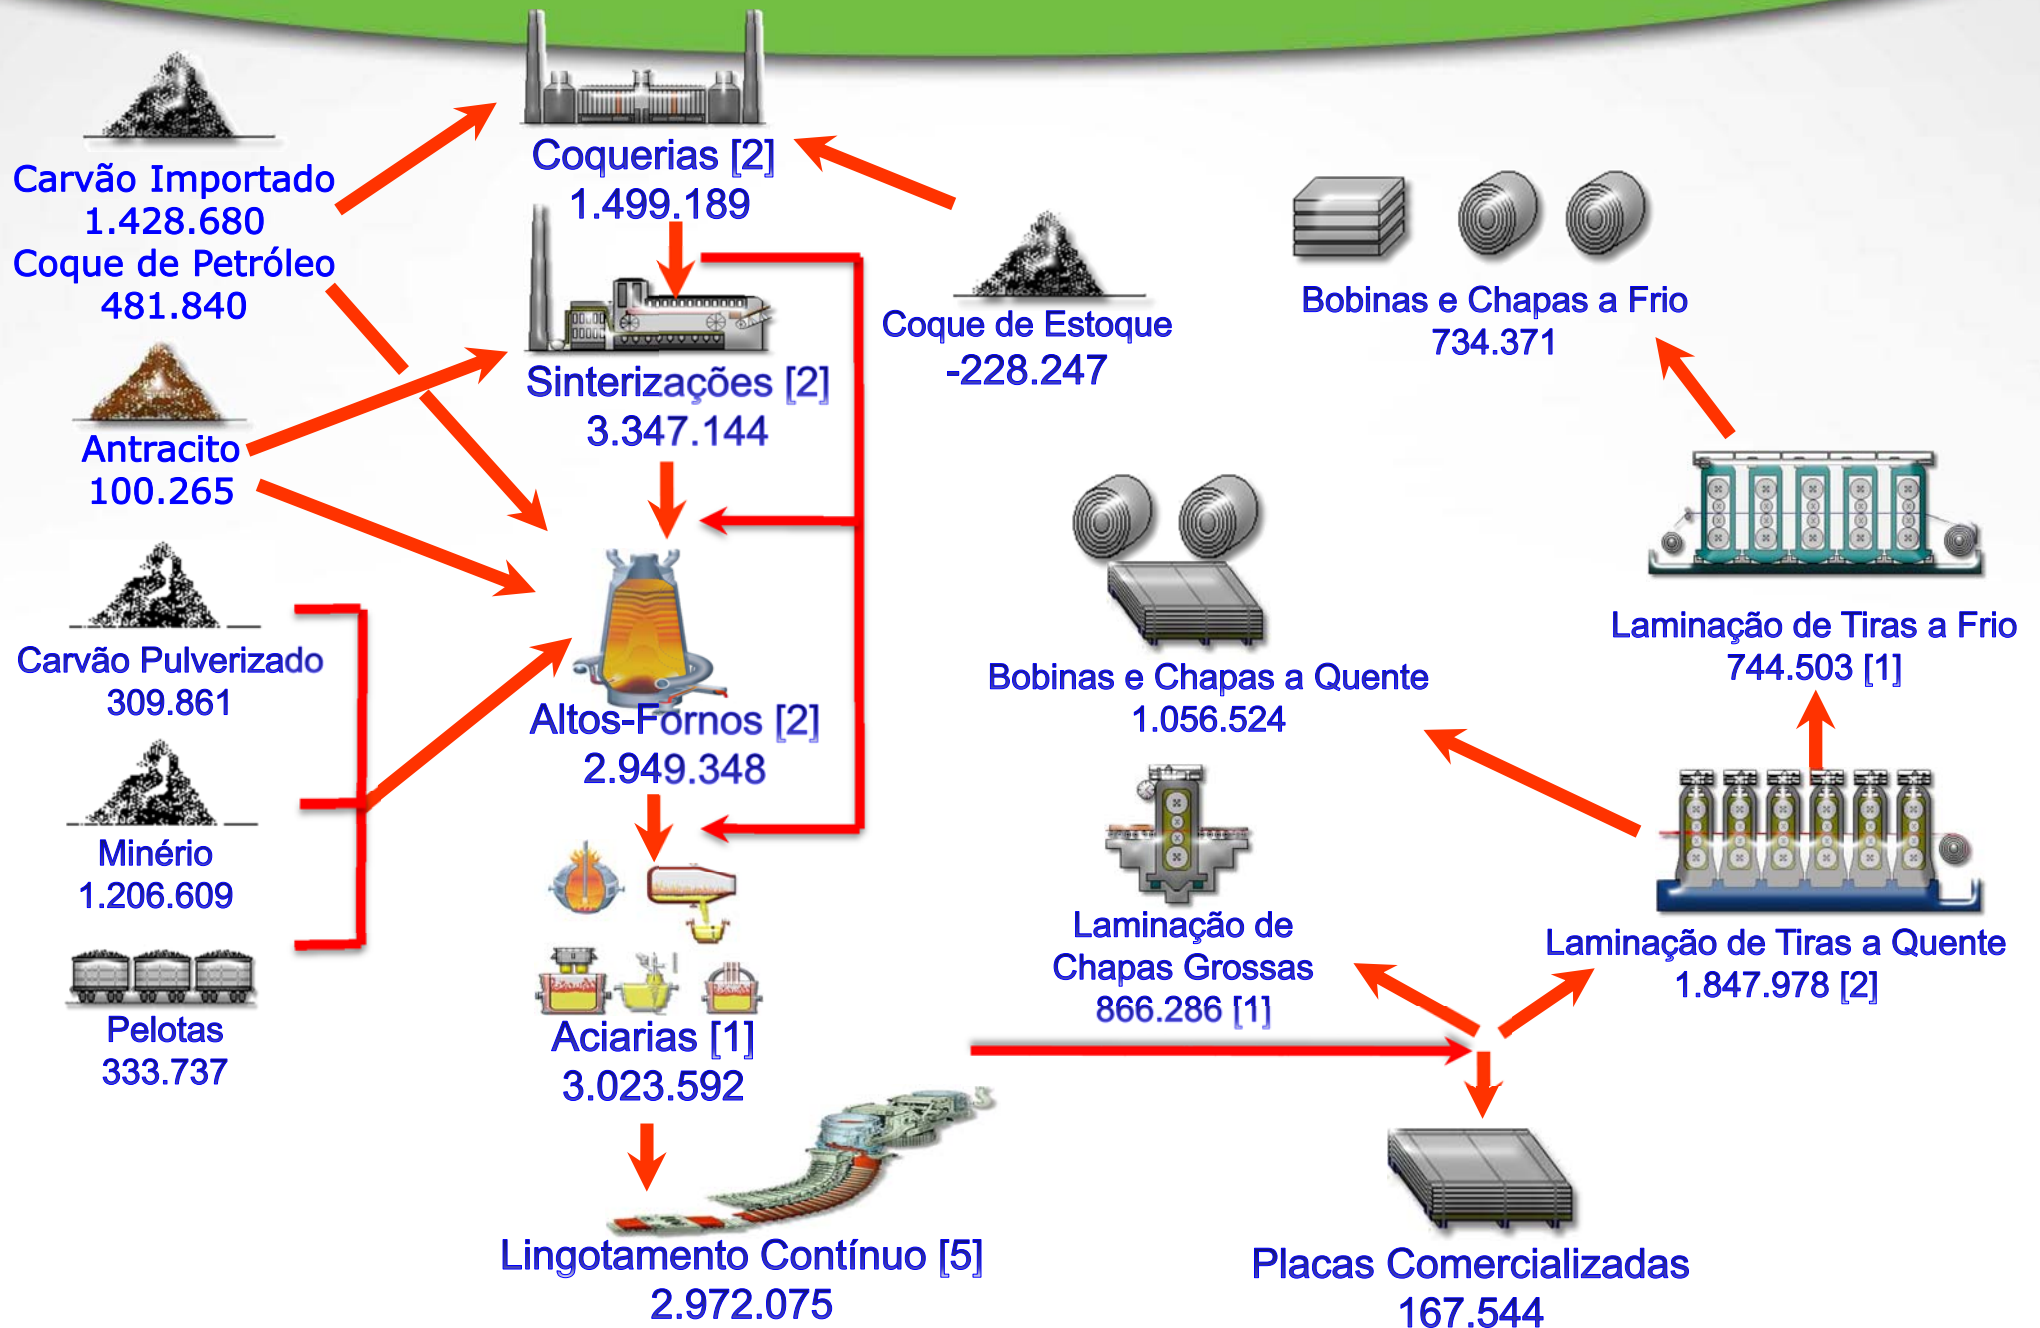 Carvão Importado
1.428.680
Coque de Petróleo
481.840
Antracito
100.265
Carvão Pulverizado
309.861
Minério
1.206.609
Pelotas
333.737
Coquerias [2]
1.499.189
Sinterizações [2]
3.347.144
Altos-Fornos [2]
2.949.348
Aciarias [1]
3.023.592
Lingotamento Contínuo [5]
2.972.075
Coque de Estoque
-228.247
Bobinas e Chapas a Quente
1.056.524
Laminação de
Chapas Grossas
866.286 [1]
Bobinas e Chapas a Frio
734.371
Laminação de Tiras a Frio
744.503 [1]
Laminação de Tiras a Quente
1.847.978 [2]
Placas Comercializadas
167.544